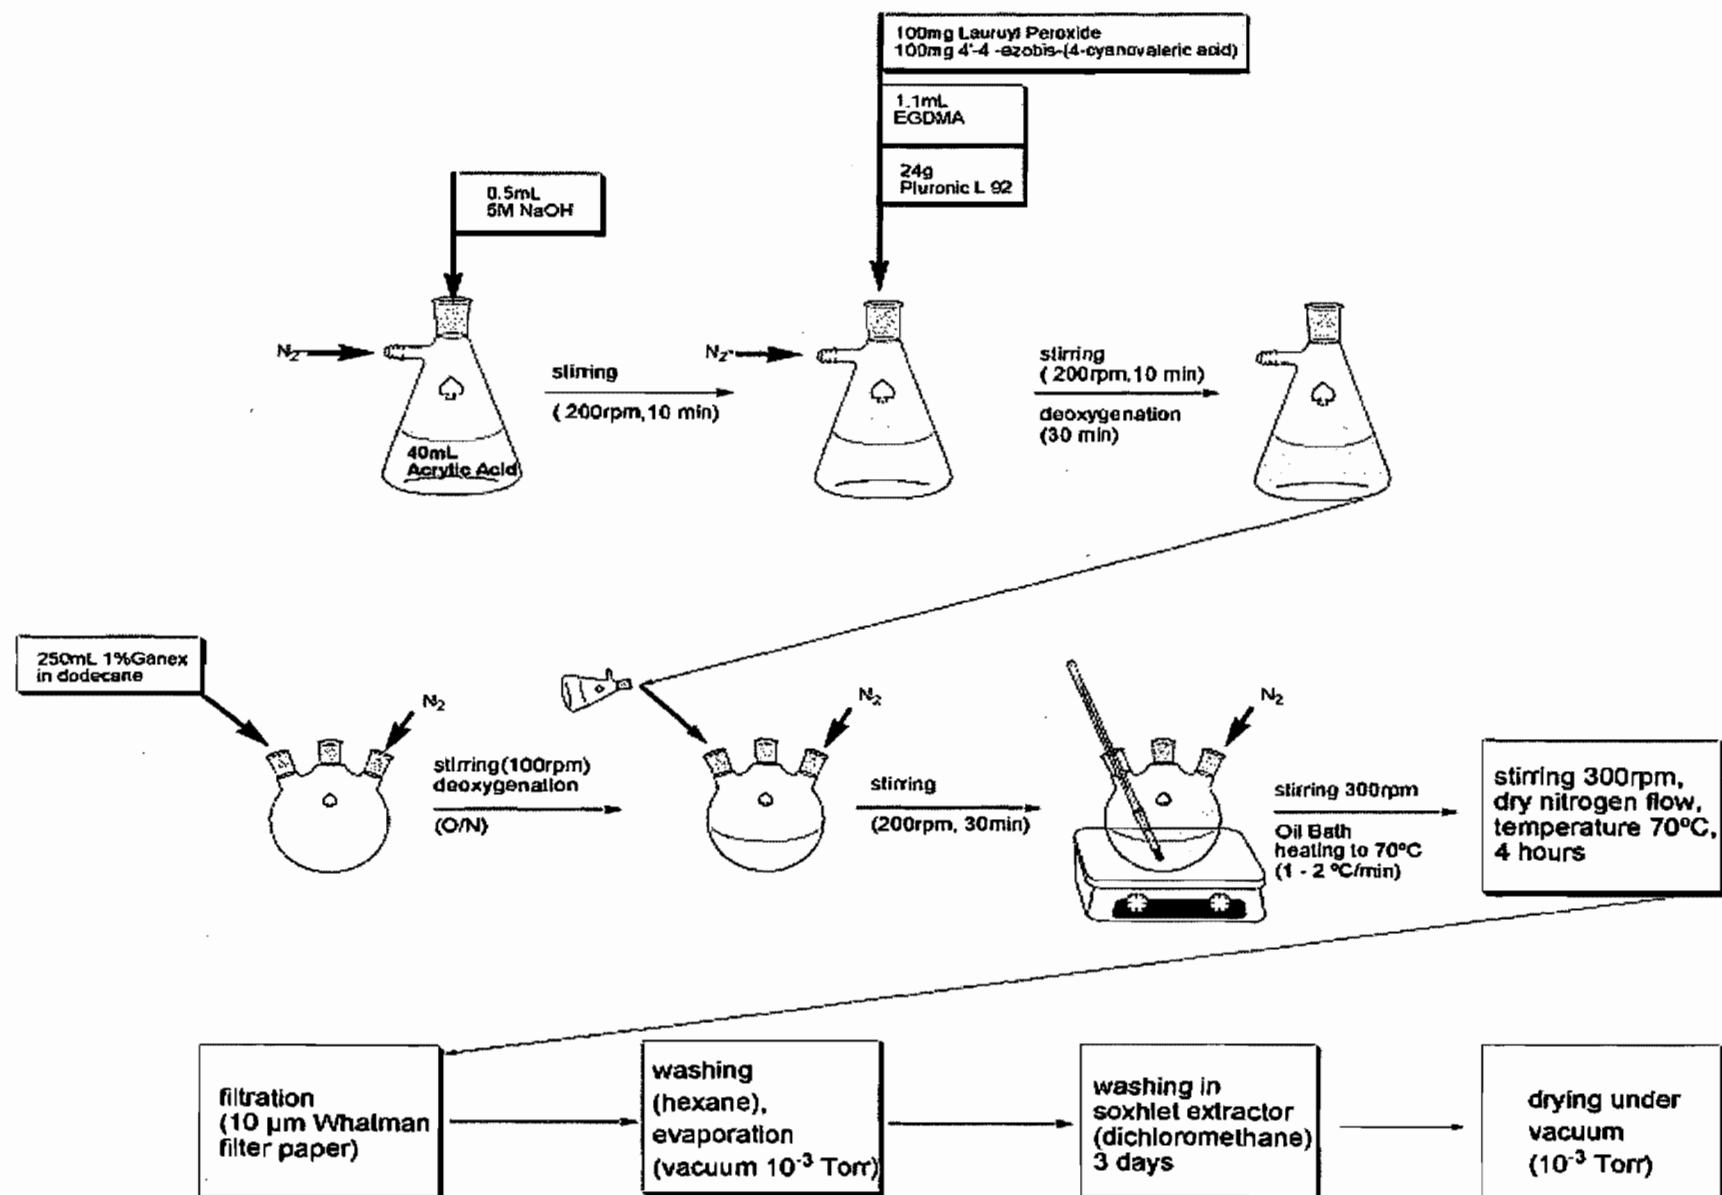 100mg Lauruyl Peroxide
100mg 4'-4 -azobis-(4-cyanovaleric acid)
1.1mL
EGDMA
24g
Pluronic L 92
0.5mL
5M NaOH
N2
stirring
(200rpm, 10 min)
N2
stirring
(200rpm, 10 min)
deoxygenation
(30 min)
40mL
Acrylic Acid
250mL 1%Ganex
in dodecane
N2
stirring(100rpm)
deoxygenation
(O/N)
N2
stirring
(200rpm, 30min)
N2
stirring 300rpm
Oil Bath
heating to 70ºC
(1 - 2 ºC/min)
stirring 300rpm,
dry nitrogen flow,
temperature 70ºC,
4 hours
filtration
(10 µm Whatman
filter paper)
washing
(hexane),
evaporation
(vacuum 10-3 Torr)
washing in
soxhlet extractor
(dichloromethane)
3 days
drying under
vacuum
(10-3 Torr)